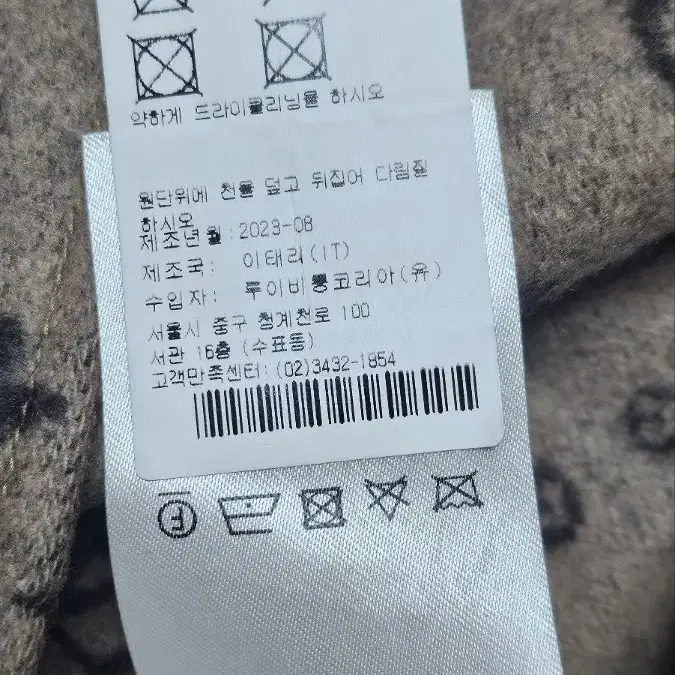 약하게 드라이클리닝을 하시오
원단위에 천을 덮고 뒤집어 다림질
하시오
제조년월:2023-08
제조국: 이태리(IT)
수입자: 루이비통코리아(유)
서울시 중구 청계천로 100
서관 16층 (수표동)
고객만족센터:(02)3432-1854
F